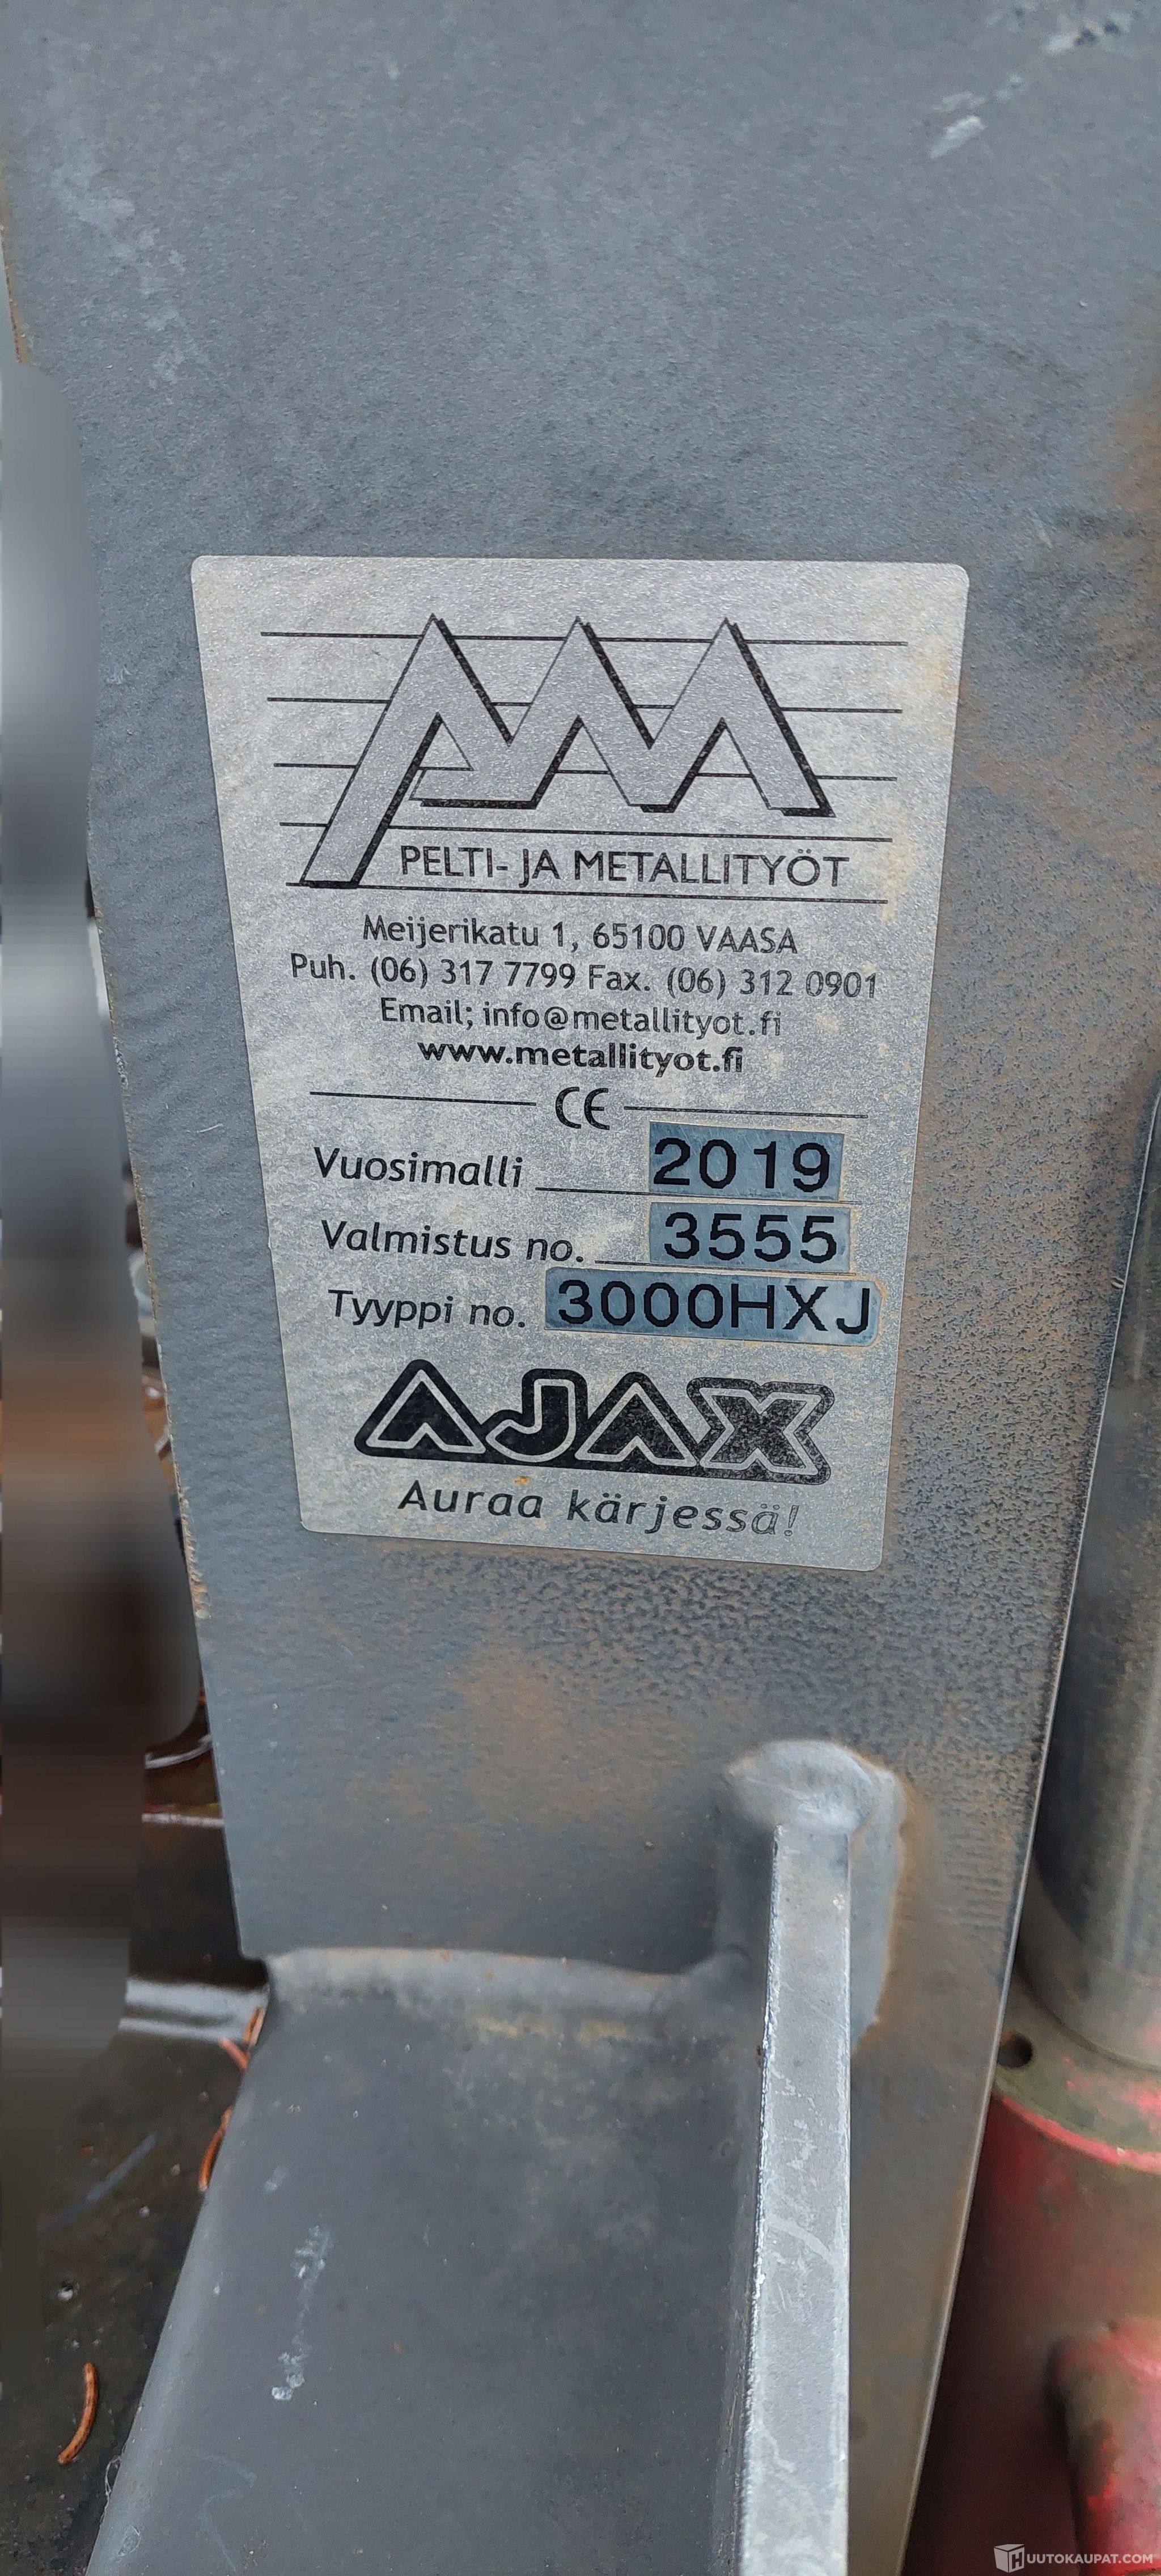 PELTI- JA METALLITYÖT
Meijerikatu 1, 65100 VAASA
Puh. (06) 317 7799 Fax. (06) 312 0901
Email; info@metallityot.fi
www.metallityot.fi
CE
Vuosimalli 2019
Valmistus no. 3555
Tyyppi no. 3000HXJ
AJAX
Auraa kärjessä!
HUUTOKAUPAT.COM